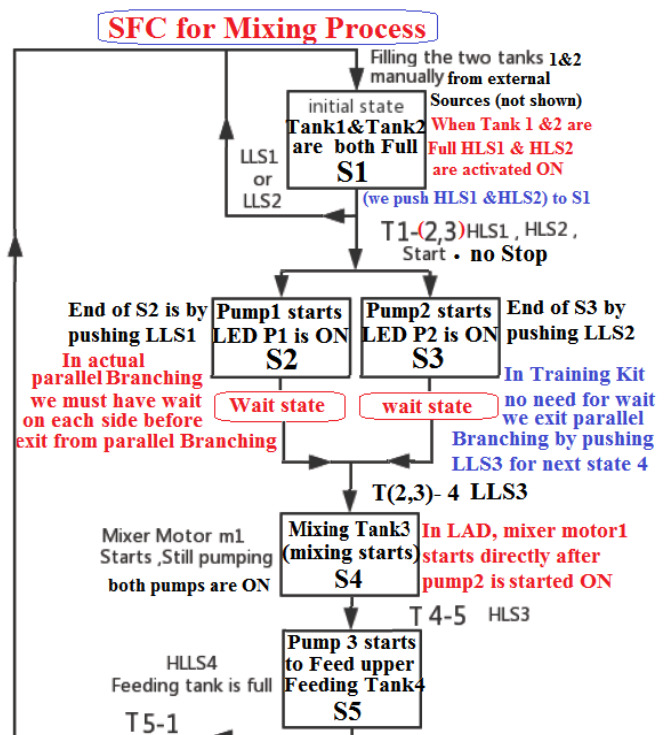 SFC for Mixing Process
Filling the two tanks 1&2
manually from external
Sources (not shown)
initial state
Tank1&Tank2
are both Full
S1
When Tank 1 &2 are
Full HLS1 & HLS2
are activated ON
LLS1
or
LLS2
(we push HLS1 &HLS2) to S1
T1-(2,3) HLS1 , HLS2 ,
Start · no Stop
End of S2 is by
pushing LLS1
Pump1 starts
LED P1 is ON
S2
Pump2 starts
LED P2 is ON
S3
End of S3 by
pushing LLS2
In actual
parallel Branching
we must have wait
on each side before
exit from parallel Branching
Wait state
wait state
In Training Kit
no need for wait
we exit parallel
Branching by pushing
LLS3 for next state 4
T(2,3)- 4 LLS3
Mixer Motor m1
Starts ,Still pumping
both pumps are ON
Mixing Tank3
(mixing starts)
S4
In LAD, mixer motor1
starts directly after
pump2 is started ON
T 4-5 HLS3
HLLS4
Feeding tank is full
Pump 3 starts
to Feed upper
Feeding Tank4
S5
T 5-1